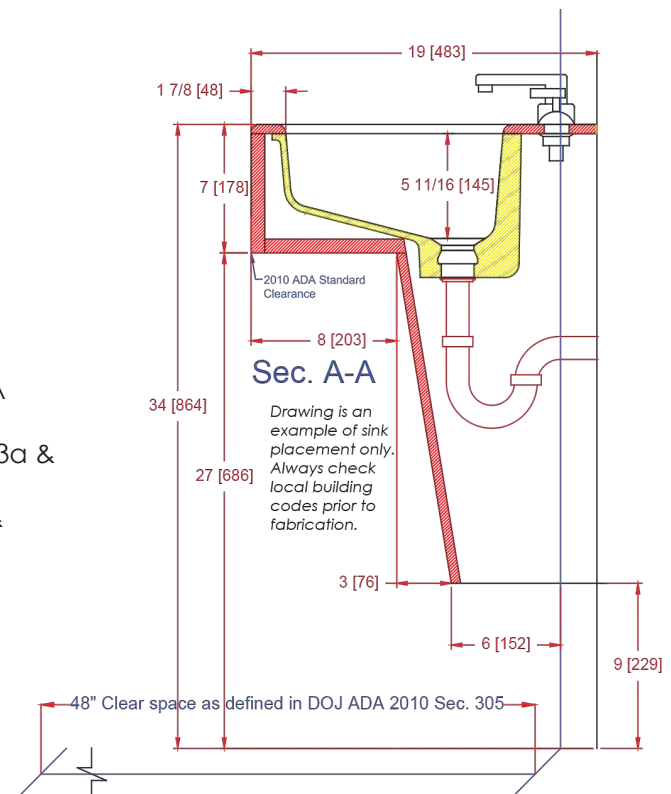 19 [483]
1 7/8 [48]
7 [178]
5 11/16 [145]
2010 ADA Standard
Clearance
8 [203]
Sec. A-A
A
34 [864]
Drawing is an
example of sink
placement only.
Always check
local building
codes prior to
fabrication.
3a &
27 [686]
&
3 [76]
6 [152]
9 [229]
48" Clear space as defined in DOJ ADA 2010 Sec. 305